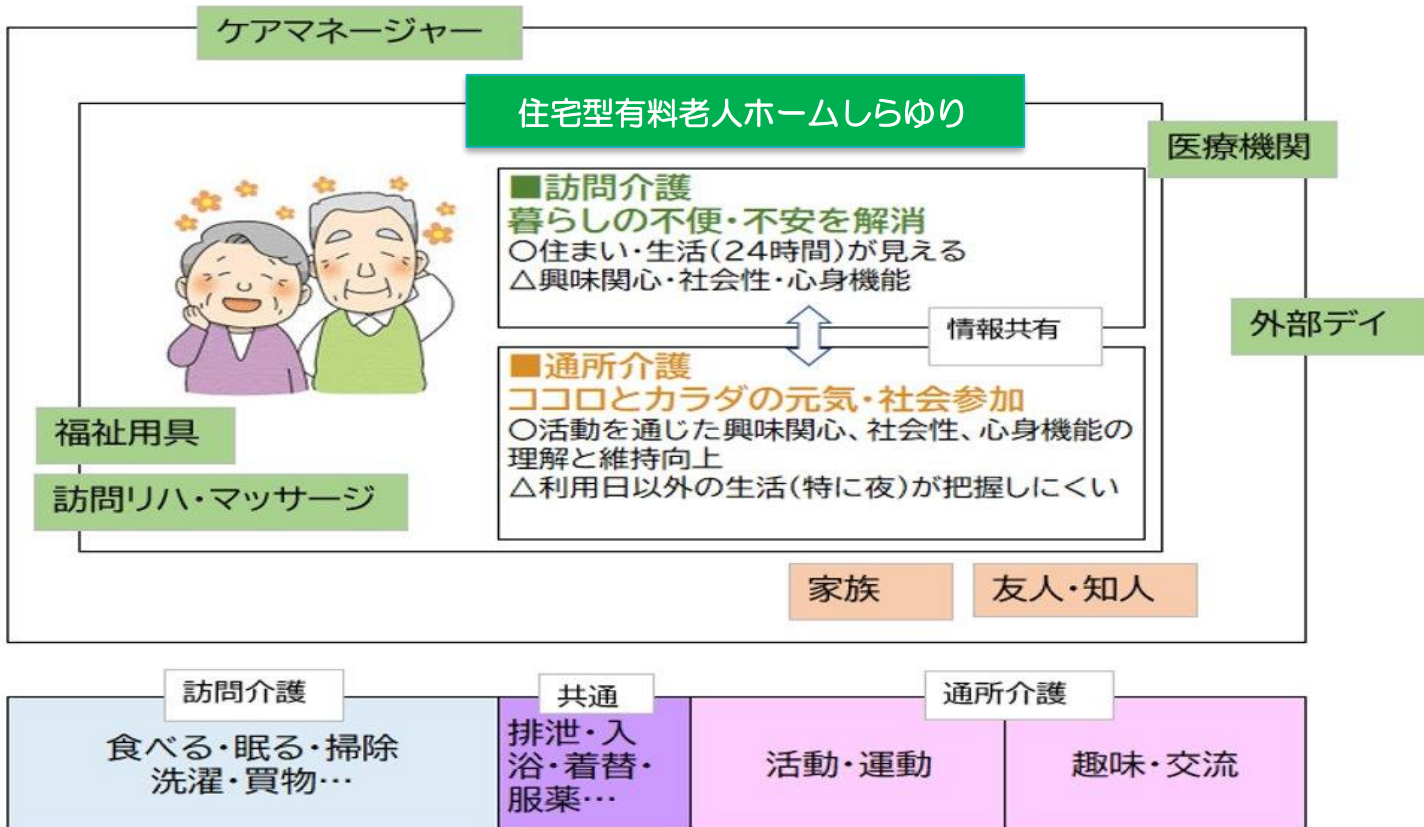 ケアマネージャー
住宅型有料老人ホームしらゆり
医療機関
■訪問介護
暮らしの不便・不安を解消
○住まい・生活(24時間)が見える
△興味関心・社会性・心身機能
情報共有
外部デイ
■通所介護
ココロとカラダの元気・社会参加
○活動を通じた興味関心、社会性、心身機能の
理解と維持向上
△利用日以外の生活(特に夜)が把握しにくい
福祉用具
訪問リハ・マッサージ
家族
友人・知人
訪問介護
食べる・眠る・掃除
洗濯・買物…
共通
排泄・入
浴・着替・
服薬…
通所介護
活動・運動
趣味・交流